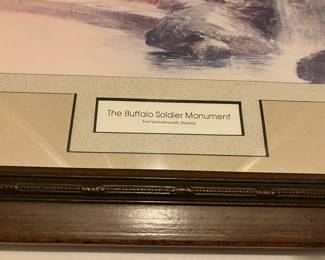 The Buffalo Soldier Monument
Fort Leavenworth, Kansas